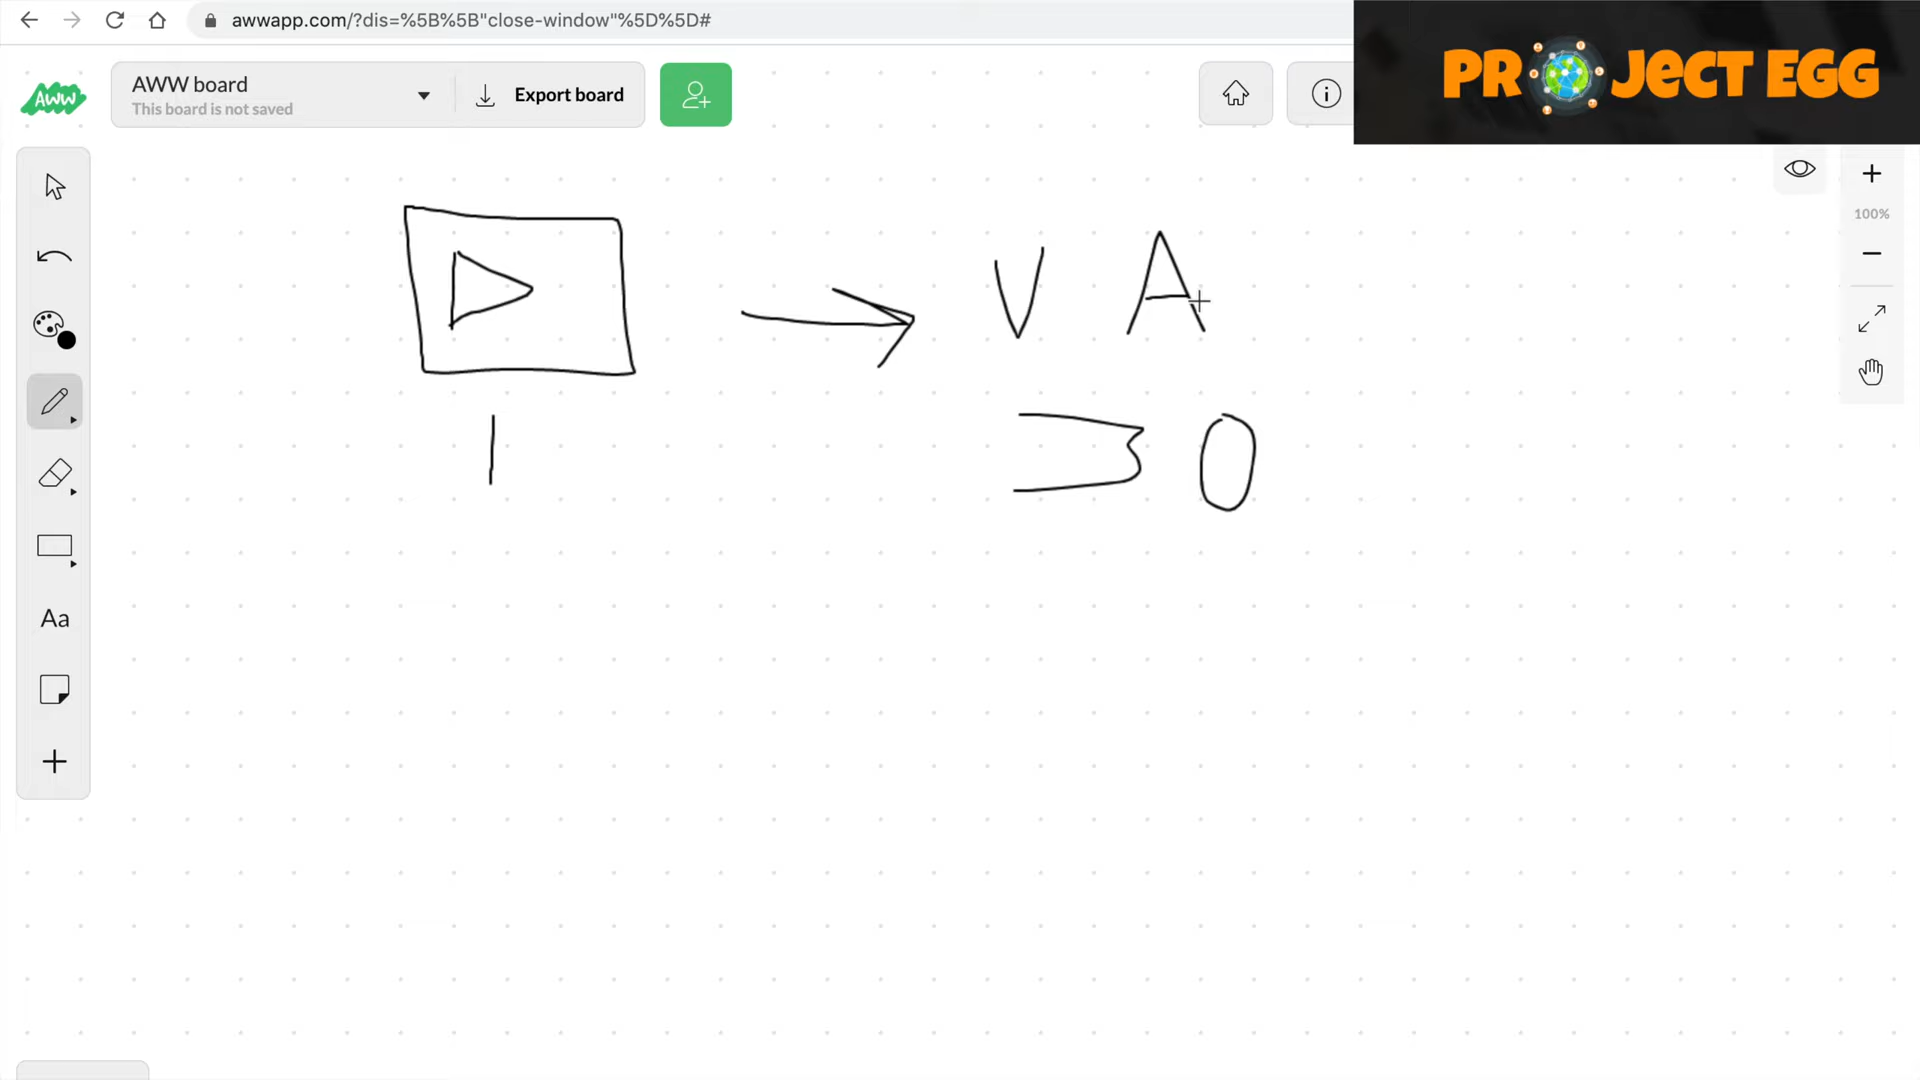 awwapp.com/?dis=%5B%5B"close-window"%5D%5D#
PROJECT EGG
AWW
AWW board
This board is not saved
Export board
100%
V A
1
30
Aa